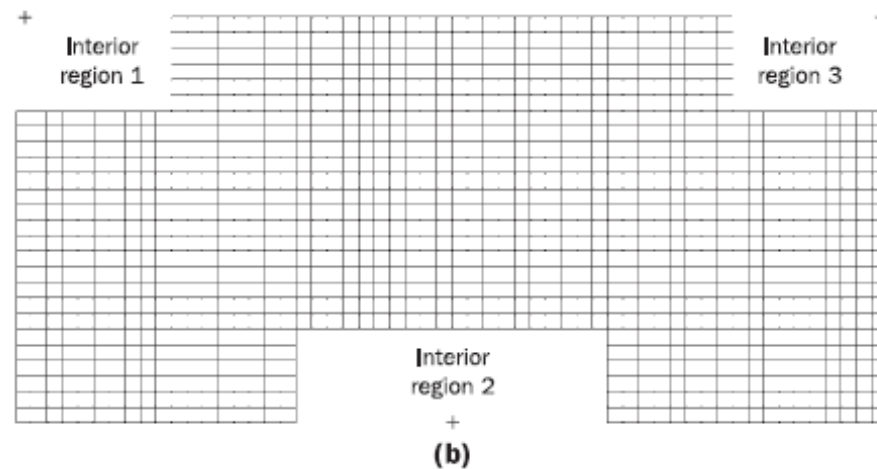 Interior
region 1
Interior
region 3
Interior
region 2
(b)